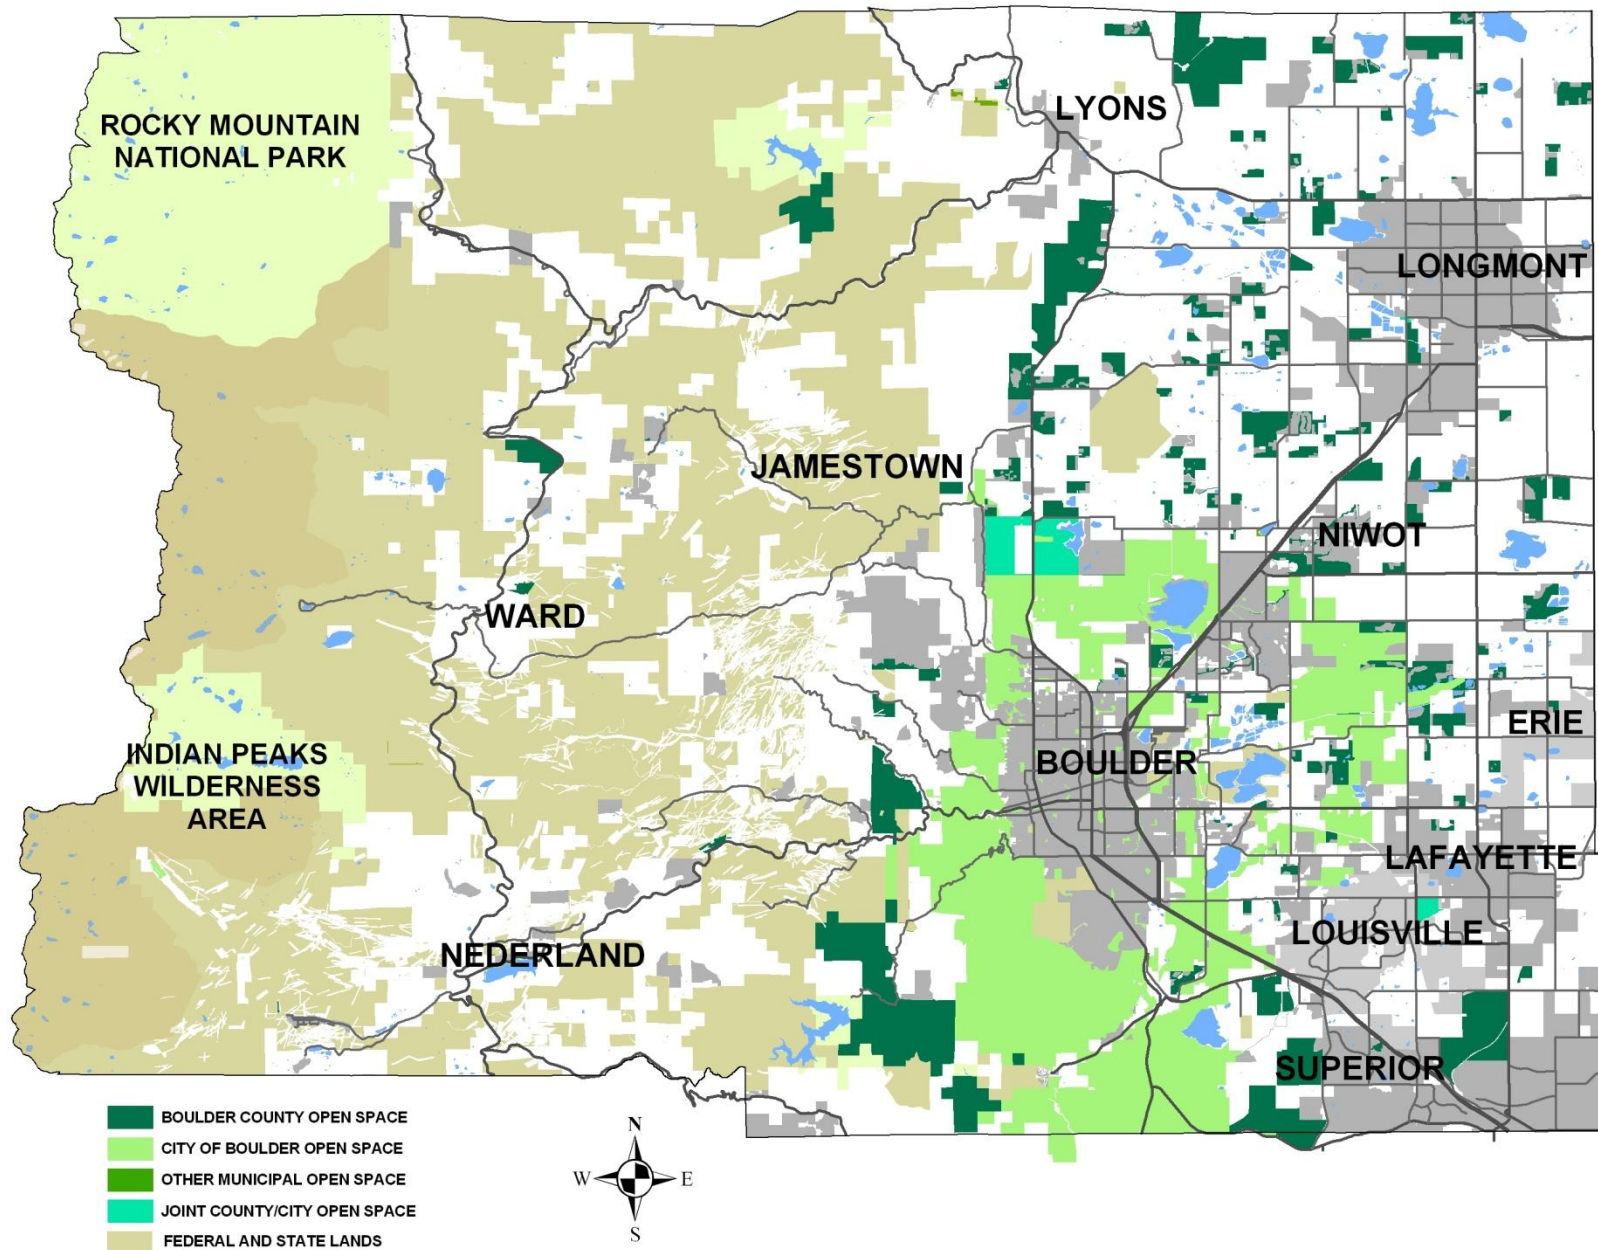 LYONS
ROCKY MOUNTAIN
NATIONAL PARK
LONGMONT
JAMESTOWN
NIWOT
WARD
ERIE
INDIAN PEAKS
WILDERNESS
AREA
BOULDER
LAFAYETTE
LOUISVILLE
NEDERLAND
SUPERIOR
BOULDER COUNTY OPEN SPACE
CITY OF BOULDER OPEN SPACE
OTHER MUNICIPAL OPEN SPACE
JOINT COUNTY/CITY OPEN SPACE
FEDERAL AND STATE LANDS
N
W E
S